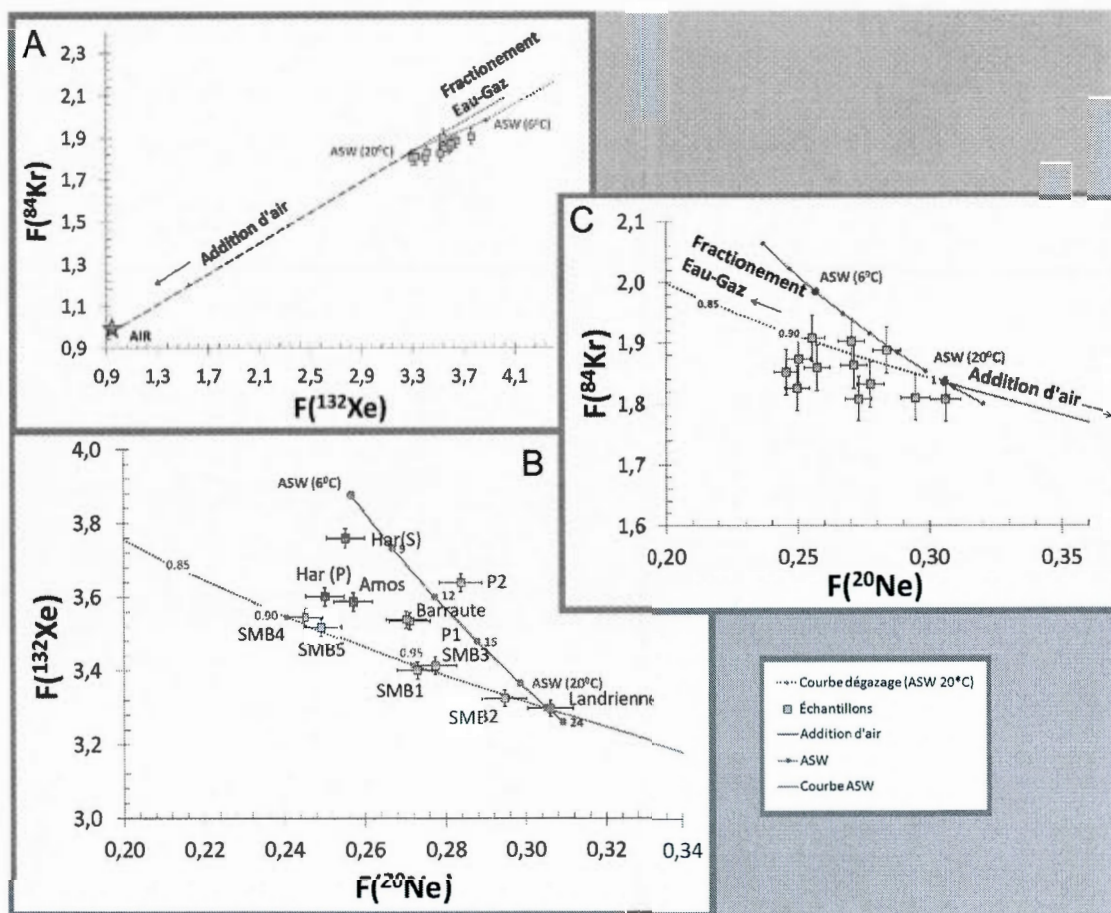 A
F(⁸⁴Kr)
2,3
2,1
1,9
1,7
1,5
1,3
1,1
0,9
Fractionement
Eau-Gaz
ASW (6⁰C)
ASW (20⁰C)
Addition d'air
AIR
0,9 1,3 1,7 2,1 2,5 2,9 3,3 3,7 4,1
F(¹³²Xe)
C
F(⁸⁴Kr)
2,1
2,0
1,9
1,8
1,7
1,6
Fractionement
Eau-Gaz
ASW (6⁰C)
0.85
0.90
ASW (20⁰C)
Addition d'air
0,20 0,25 0,30 0,35
F(²⁰Ne)
B
F(¹³²Xe)
4,0
3,8
3,6
3,4
3,2
3,0
ASW (6⁰C)
Har(S)
9
0.85
Har (P)
Amos
P2
12
0.90
Barraute
SMB4
SMB5
P1
15
0.95
SMB3
SMB1
ASW (20⁰C)
Landrienne
SMB2
24
0,20 0,22 0,24 0,26 0,28 0,30 0,32 0,34
F(²⁰Ne)
Courbe dégazage (ASW 20°C)
Échantillons
Addition d'air
ASW
Courbe ASW